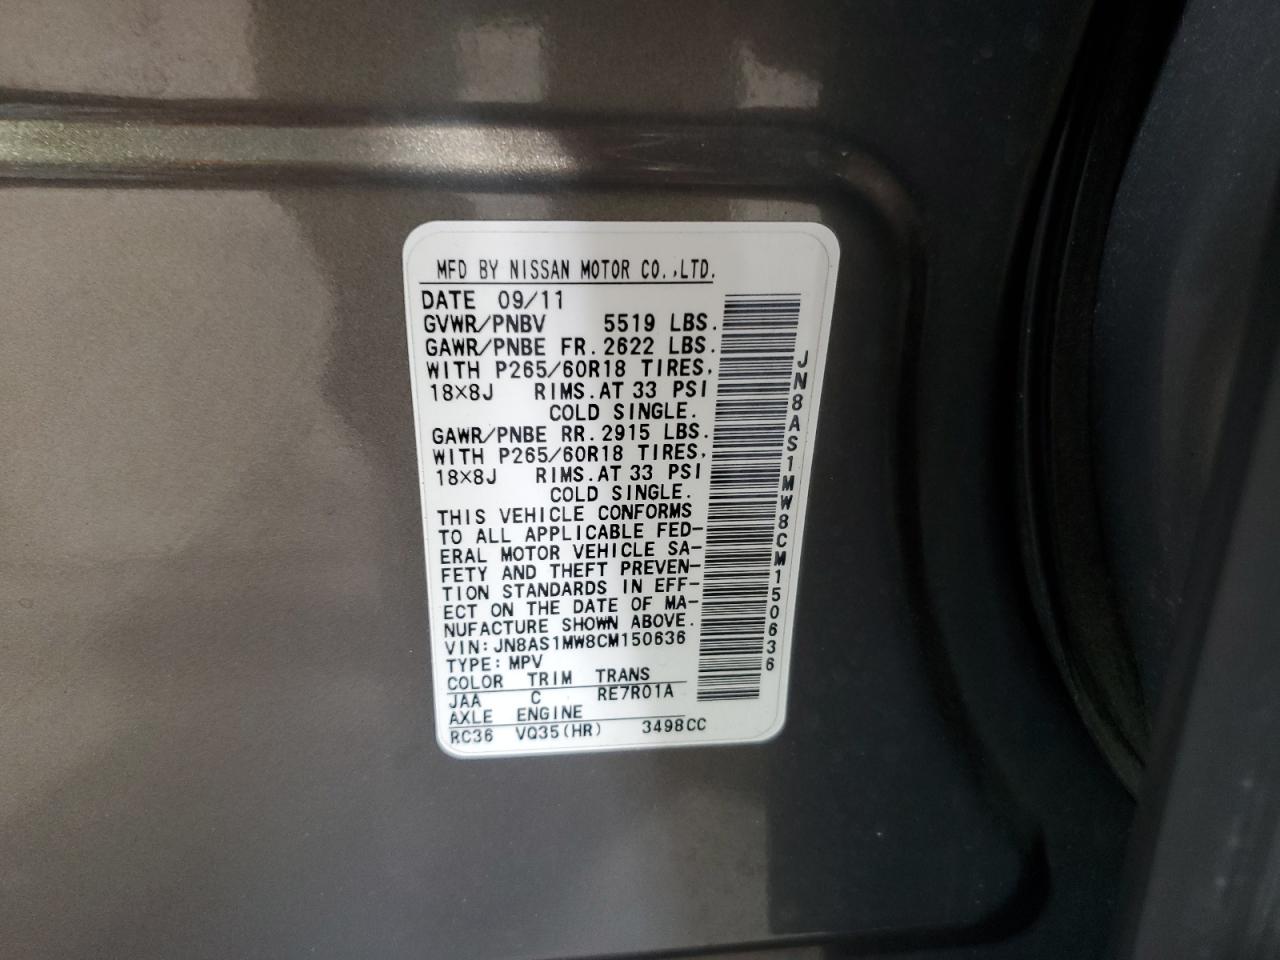 MFD BY NISSAN MOTOR CO.,LTD.
DATE 09/11
GVWR/PNBV 5519 LBS.
GAWR/PNBE FR. 2622 LBS.
WITH P265/60R18 TIRES,
18×8J RIMS. AT 33 PSI
COLD SINGLE.
GAWR/PNBE RR. 2915 LBS.
WITH P265/60R18 TIRES,
18×8J RIMS. AT 33 PSI
COLD SINGLE.
THIS VEHICLE CONFORMS
TO ALL APPLICABLE FED-
ERAL MOTOR VEHICLE SA-
FETY AND THEFT PREVEN-
TION STANDARDS IN EFF-
ECT ON THE DATE OF MA-
NUFACTURE SHOWN ABOVE.
VIN: JN8AS1MW8CM150636
TYPE: MPV
COLOR TRIM TRANS
JAA C RE7R01A
AXLE ENGINE
RC36 VQ35(HR) 3498CC
JN8AS1MW8CM150636